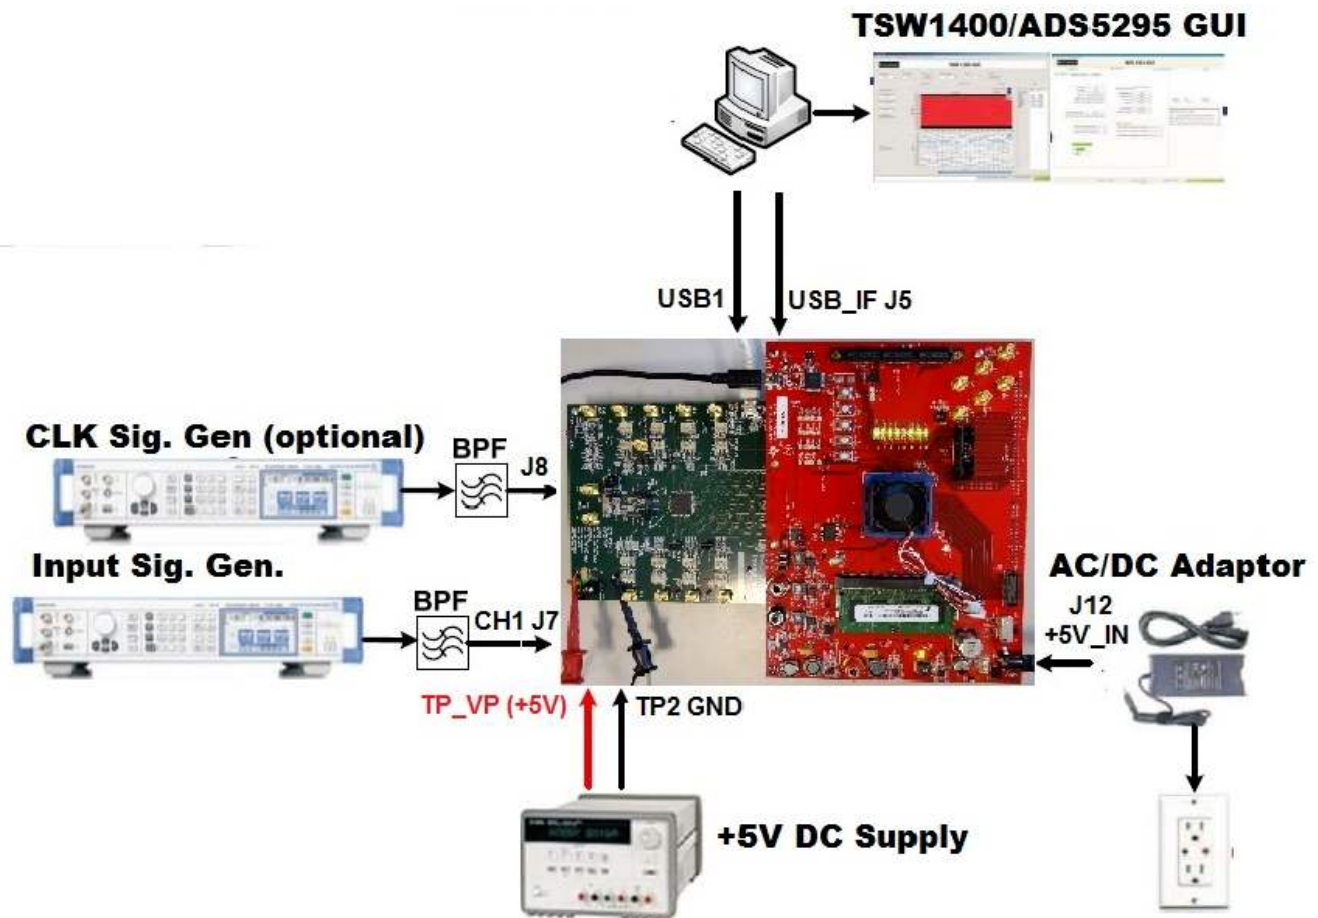 TSW1400/ADS5295 GUI
USB1
USB_IF J5
CLK Sig. Gen (optional)
BPF
J8
Input Sig. Gen.
BPF
CH1 J7
AC/DC Adaptor
J12
+5V_IN
TP_VP (+5V)
TP2 GND
+5V DC Supply